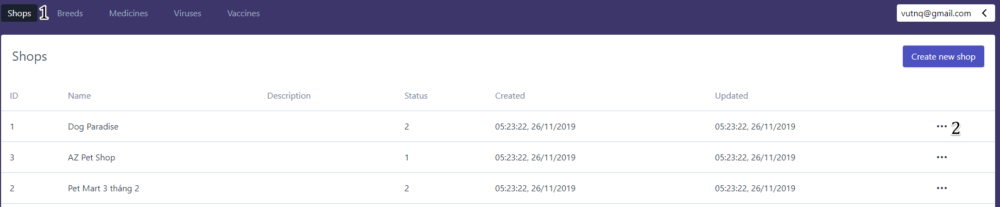 Shops 1 Breeds Medicines Viruses Vaccines vutnq@gmail.com
Shops Create new shop
ID Name Description Status Created Updated
1 Dog Paradise 2 05:23:22, 26/11/2019 05:23:22, 26/11/2019 ••• 2
3 AZ Pet Shop 1 05:23:22, 26/11/2019 05:23:22, 26/11/2019 •••
2 Pet Mart 3 tháng 2 2 05:23:22, 26/11/2019 05:23:22, 26/11/2019 •••